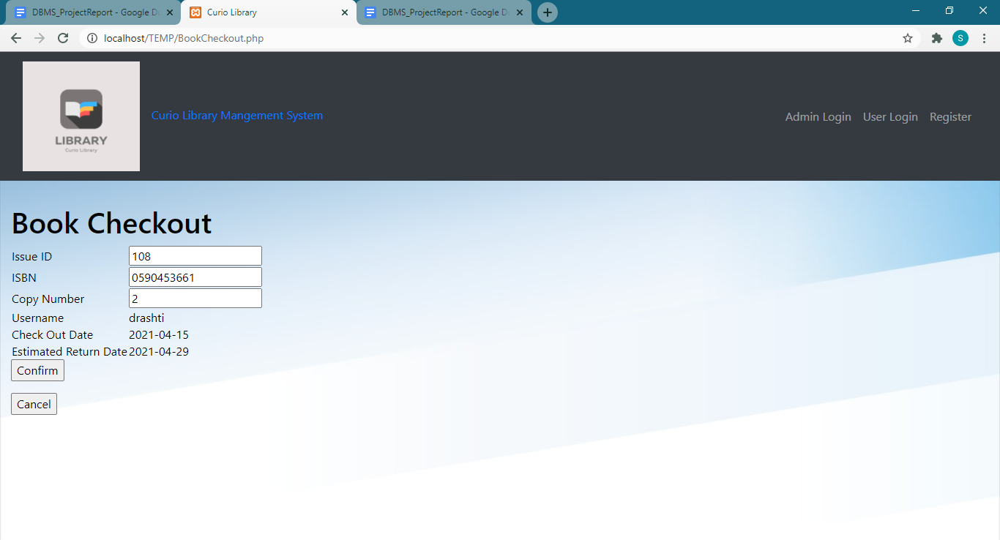 DBMS_ProjectReport - Google D
Curio Library
DBMS_ProjectReport - Google D
localhost/TEMP/BookCheckout.php
S
LIBRARY
Curio Library
Curio Library Mangement System
Admin Login User Login Register
Book Checkout
Issue ID 108
ISBN 0590453661
Copy Number 2
Username drashti
Check Out Date 2021-04-15
Estimated Return Date 2021-04-29
Confirm
Cancel